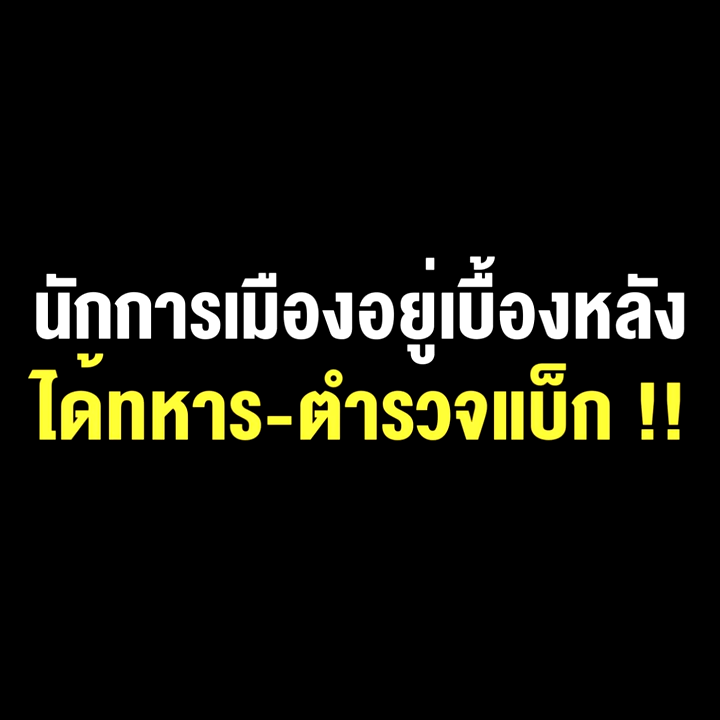 นักการเมืองอยู่เบื้องหลัง
ได้ทหาร-ตำรวจแบ็ก !!